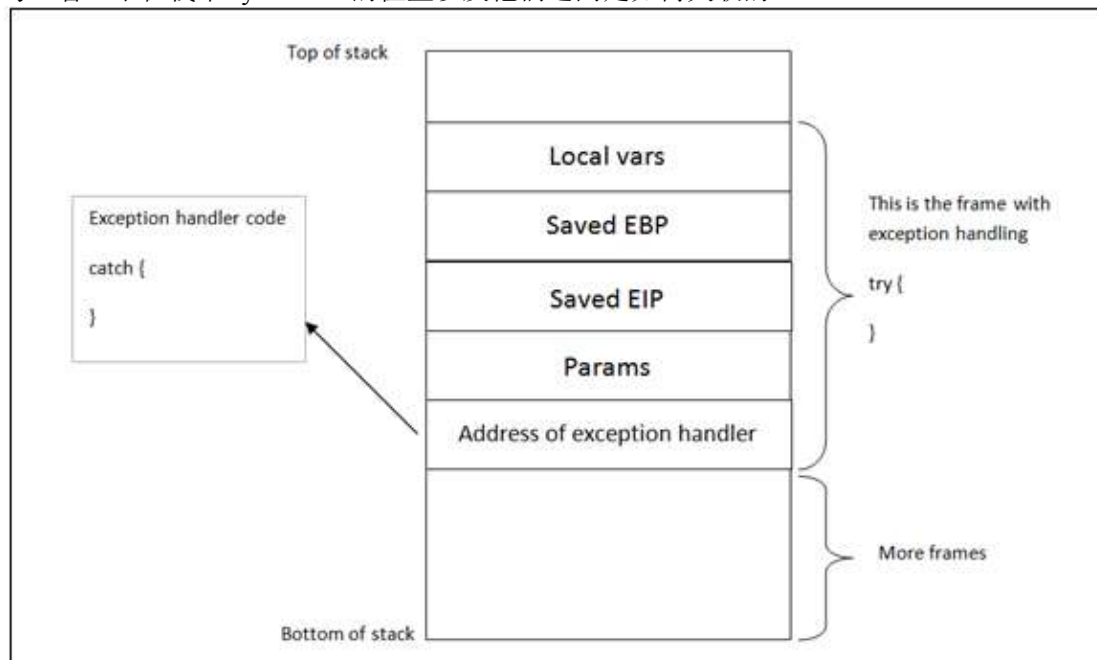 Top of stack
Local vars
Saved EBP
Saved EIP
Params
Address of exception handler
Exception handler code
catch {
}
This is the frame with
exception handling
try {
}
More frames
Bottom of stack